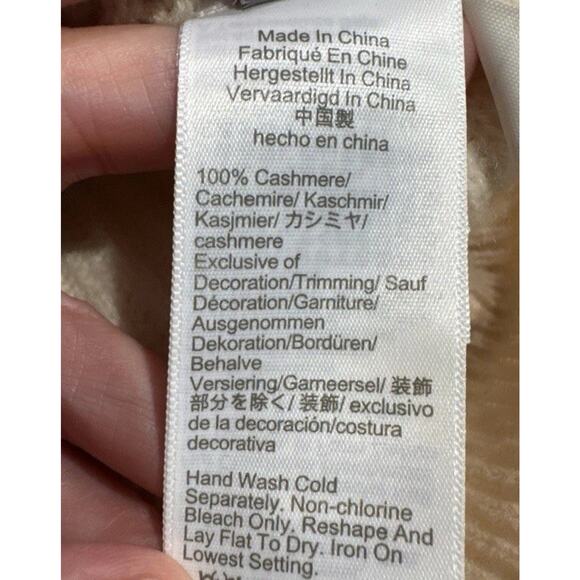 Made In China
Fabriqué En Chine
Hergestellt In China
Vervaardigd In China
中国製
hecho en china
100% Cashmere/
Cachemire/ Kaschmir/
Kasjmier/ カシミヤ/
cashmere
Exclusive of
Decoration/Trimming/ Sauf
Décoration/Garniture/
Ausgenommen
Dekoration/Bordüren/
Behalve
Versiering/Garneersel/ 装飾
部分を除く/ 装飾/ exclusivo
de la decoración/costura
decorativa
Hand Wash Cold
Separately. Non-chlorine
Bleach Only. Reshape And
Lay Flat To Dry. Iron On
Lowest Setting.